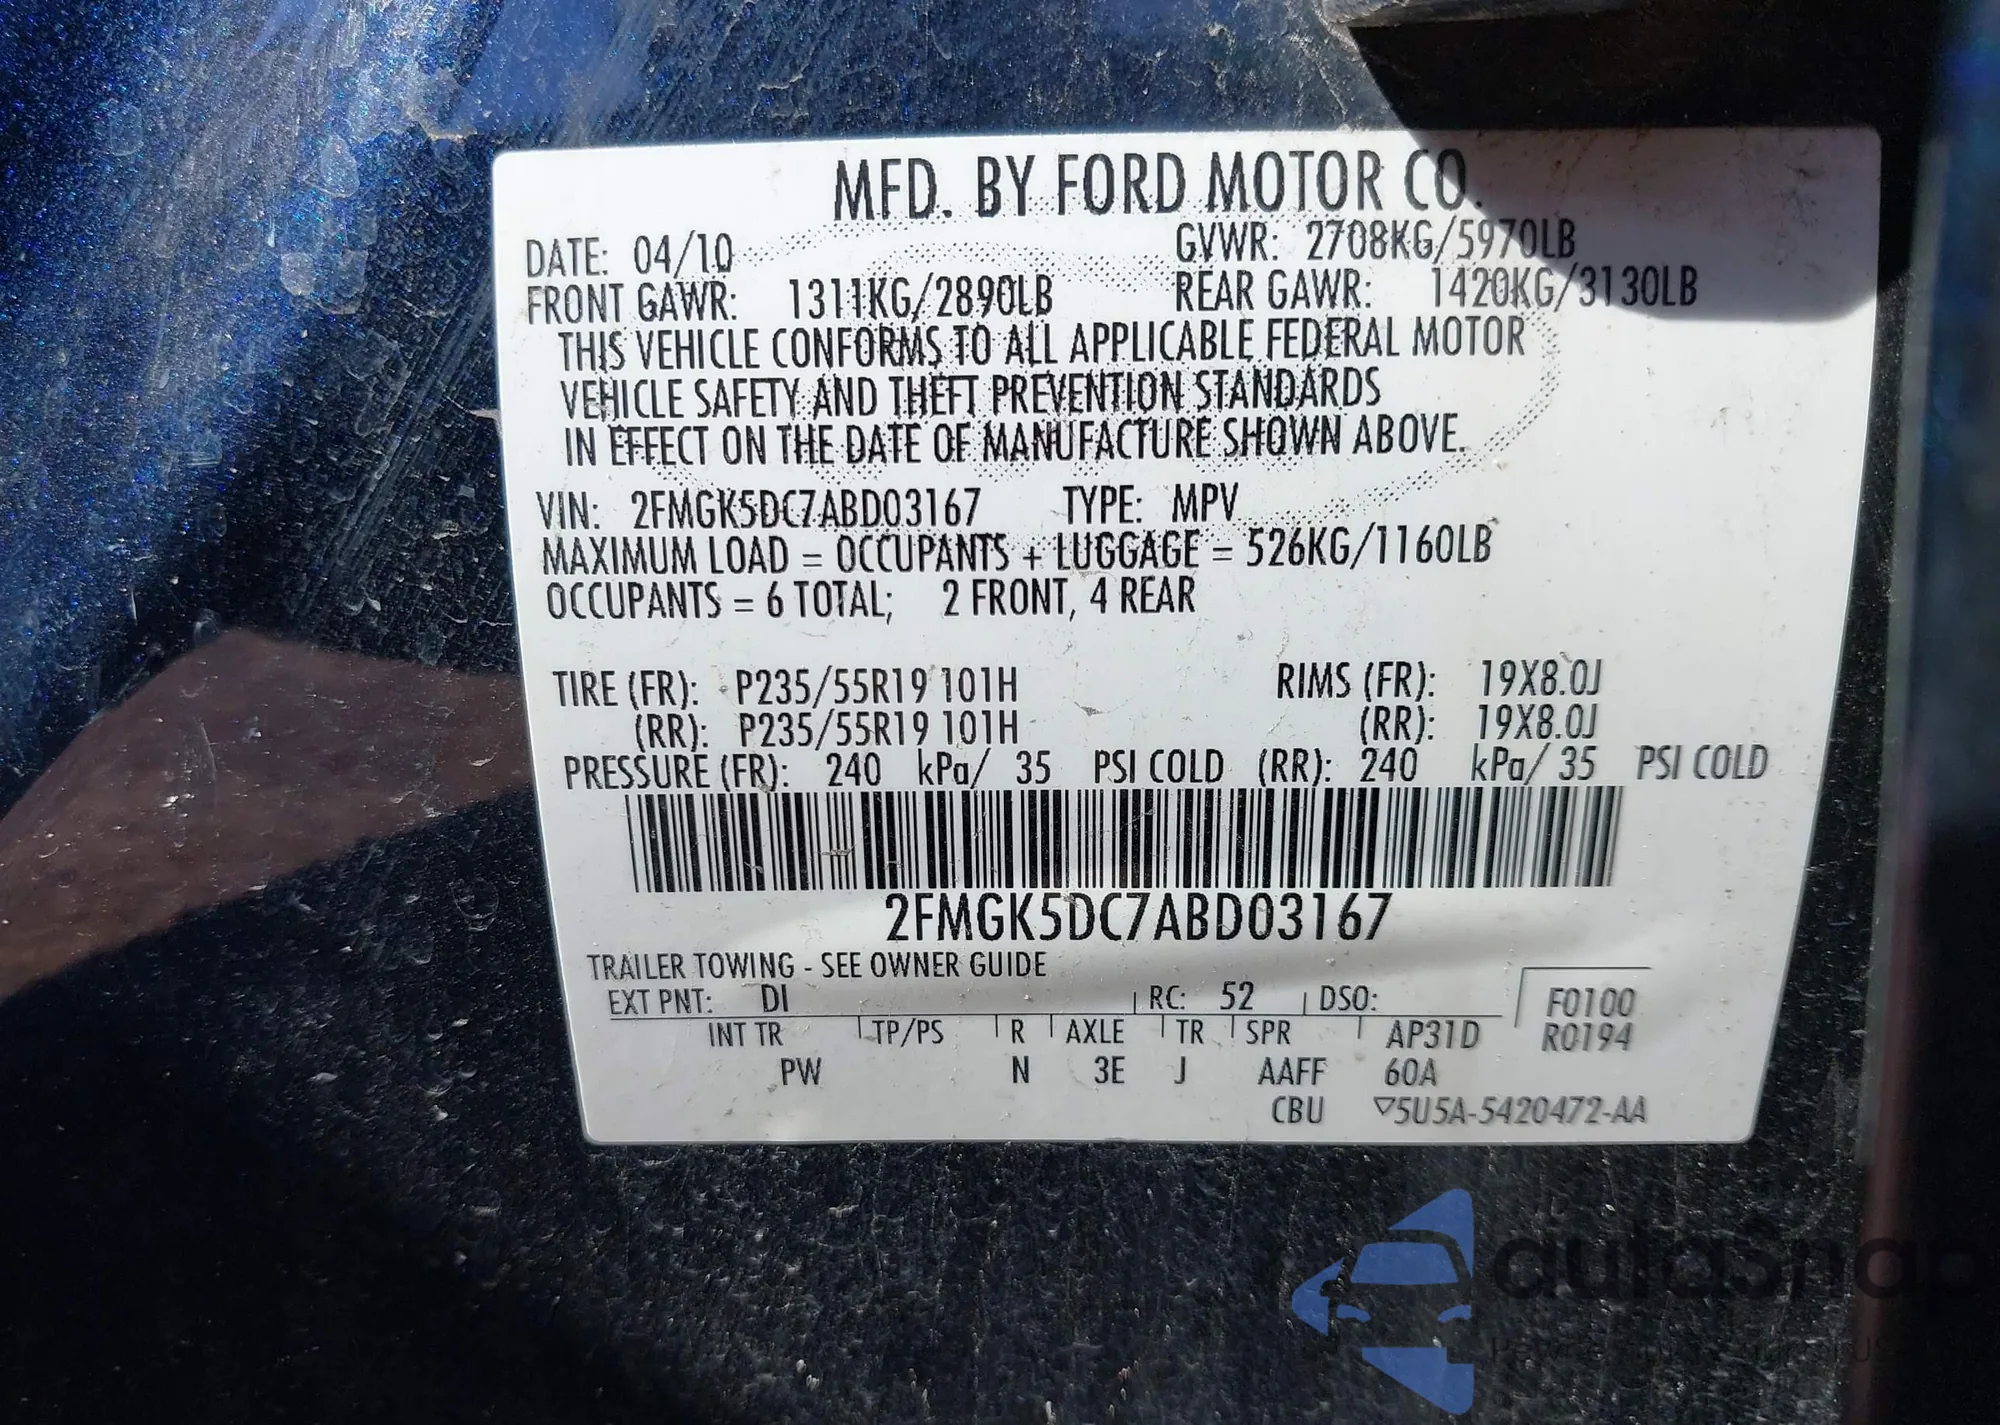 MFD. BY FORD MOTOR CO.
DATE: 04/10 GVWR: 2708KG/5970LB
FRONT GAWR: 1311KG/2890LB REAR GAWR: 1420KG/3130LB
THIS VEHICLE CONFORMS TO ALL APPLICABLE FEDERAL MOTOR
VEHICLE SAFETY AND THEFT PREVENTION STANDARDS
IN EFFECT ON THE DATE OF MANUFACTURE SHOWN ABOVE.
VIN: 2FMGK5DC7ABD03167 TYPE: MPV
MAXIMUM LOAD = OCCUPANTS + LUGGAGE = 526KG/1160LB
OCCUPANTS = 6 TOTAL; 2 FRONT, 4 REAR
TIRE (FR): P235/55R19 101H RIMS (FR): 19X8.0J
(RR): P235/55R19 101H (RR): 19X8.0J
PRESSURE (FR): 240 kPa/ 35 PSI COLD (RR): 240 kPa/ 35 PSI COLD
2FMGK5DC7ABD03167
TRAILER TOWING - SEE OWNER GUIDE
EXT PNT: DI RC: 52 DSO: F0100
INT TR TP/PS R AXLE TR SPR AP31D R0194
PW N 3E J AAFF 60A
CBU ▽5U5A-5420472-AA
autosnap